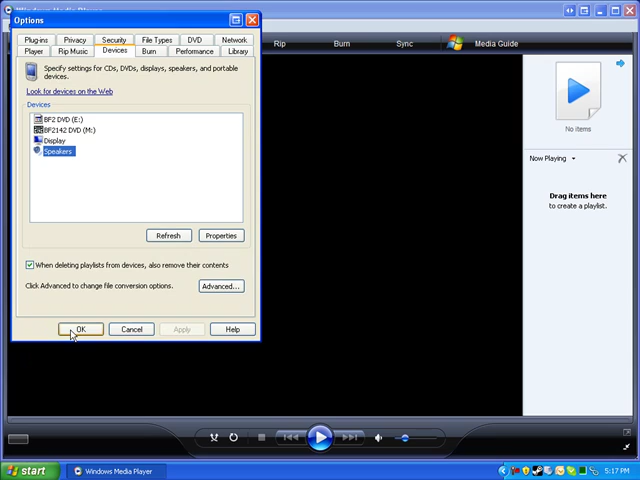 Windows Media Player
Options
Plug-ins Privacy Security File Types DVD Network
Player Rip Music Devices Burn Performance Library
Specify settings for CDs, DVDs, displays, speakers, and portable
devices.
Look for devices on the Web
Devices
BF2 DVD (E:)
BF2142 DVD (M:)
Display
Speakers
Refresh Properties
When deleting playlists from devices, also remove their contents
Click Advanced to change file conversion options. Advanced...
OK Cancel Apply Help
Rip Burn Sync Media Guide
No items
Now Playing
Drag items here
to create a playlist.
start Windows Media Player 5:17 PM